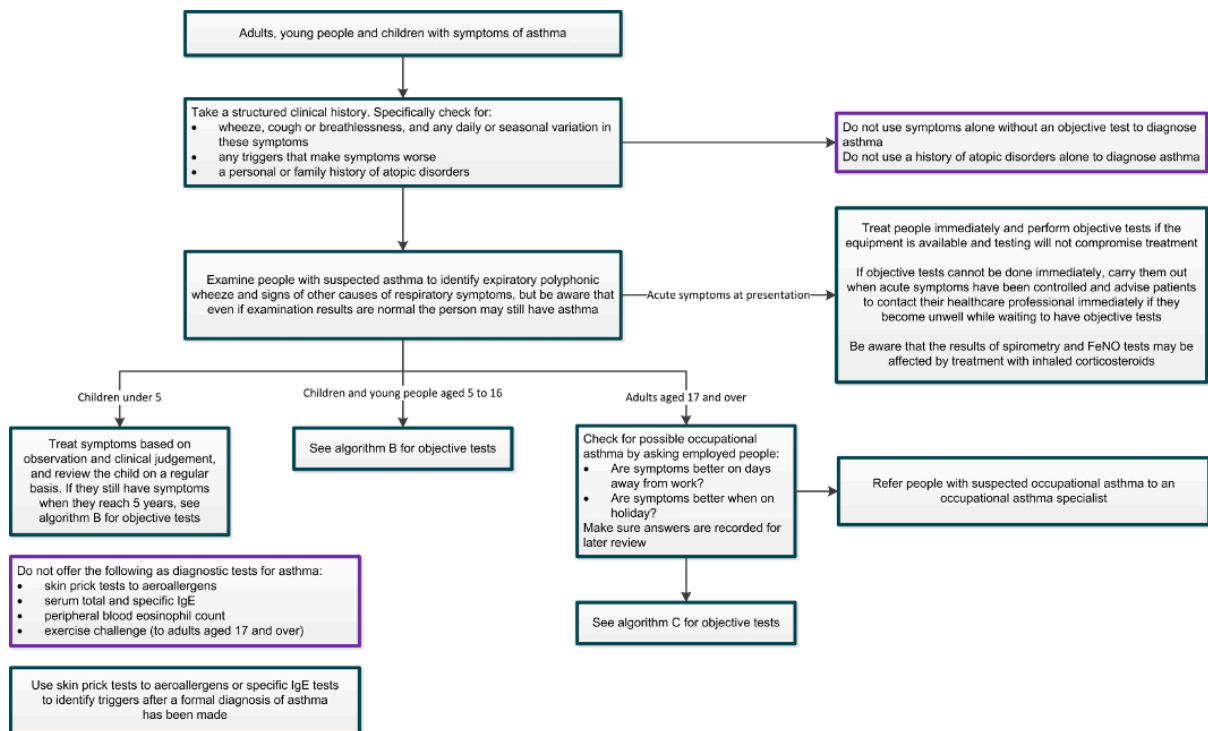 Adults, young people and children with symptoms of asthma
Take a structured clinical history. Specifically check for:
• wheeze, cough or breathlessness, and any daily or seasonal variation in
these symptoms
• any triggers that make symptoms worse
• a personal or family history of atopic disorders
Do not use symptoms alone without an objective test to diagnose
asthma
Do not use a history of atopic disorders alone to diagnose asthma
Examine people with suspected asthma to identify expiratory polyphonic
wheeze and signs of other causes of respiratory symptoms, but be aware that
even if examination results are normal the person may still have asthma
Acute symptoms at presentation
Treat people immediately and perform objective tests if the
equipment is available and testing will not compromise treatment
If objective tests cannot be done immediately, carry them out
when acute symptoms have been controlled and advise patients
to contact their healthcare professional immediately if they
become unwell while waiting to have objective tests
Be aware that the results of spirometry and FeNO tests may be
affected by treatment with inhaled corticosteroids
Children under 5
Children and young people aged 5 to 16
Adults aged 17 and over
Treat symptoms based on
observation and clinical judgement,
and review the child on a regular
basis. If they still have symptoms
when they reach 5 years, see
algorithm B for objective tests
See algorithm B for objective tests
Check for possible occupational
asthma by asking employed people:
• Are symptoms better on days
away from work?
• Are symptoms better when on
holiday?
Make sure answers are recorded for
later review
Refer people with suspected occupational asthma to an
occupational asthma specialist
Do not offer the following as diagnostic tests for asthma:
• skin prick tests to aeroallergens
• serum total and specific IgE
• peripheral blood eosinophil count
• exercise challenge (to adults aged 17 and over)
See algorithm C for objective tests
Use skin prick tests to aeroallergens or specific IgE tests
to identify triggers after a formal diagnosis of asthma
has been made